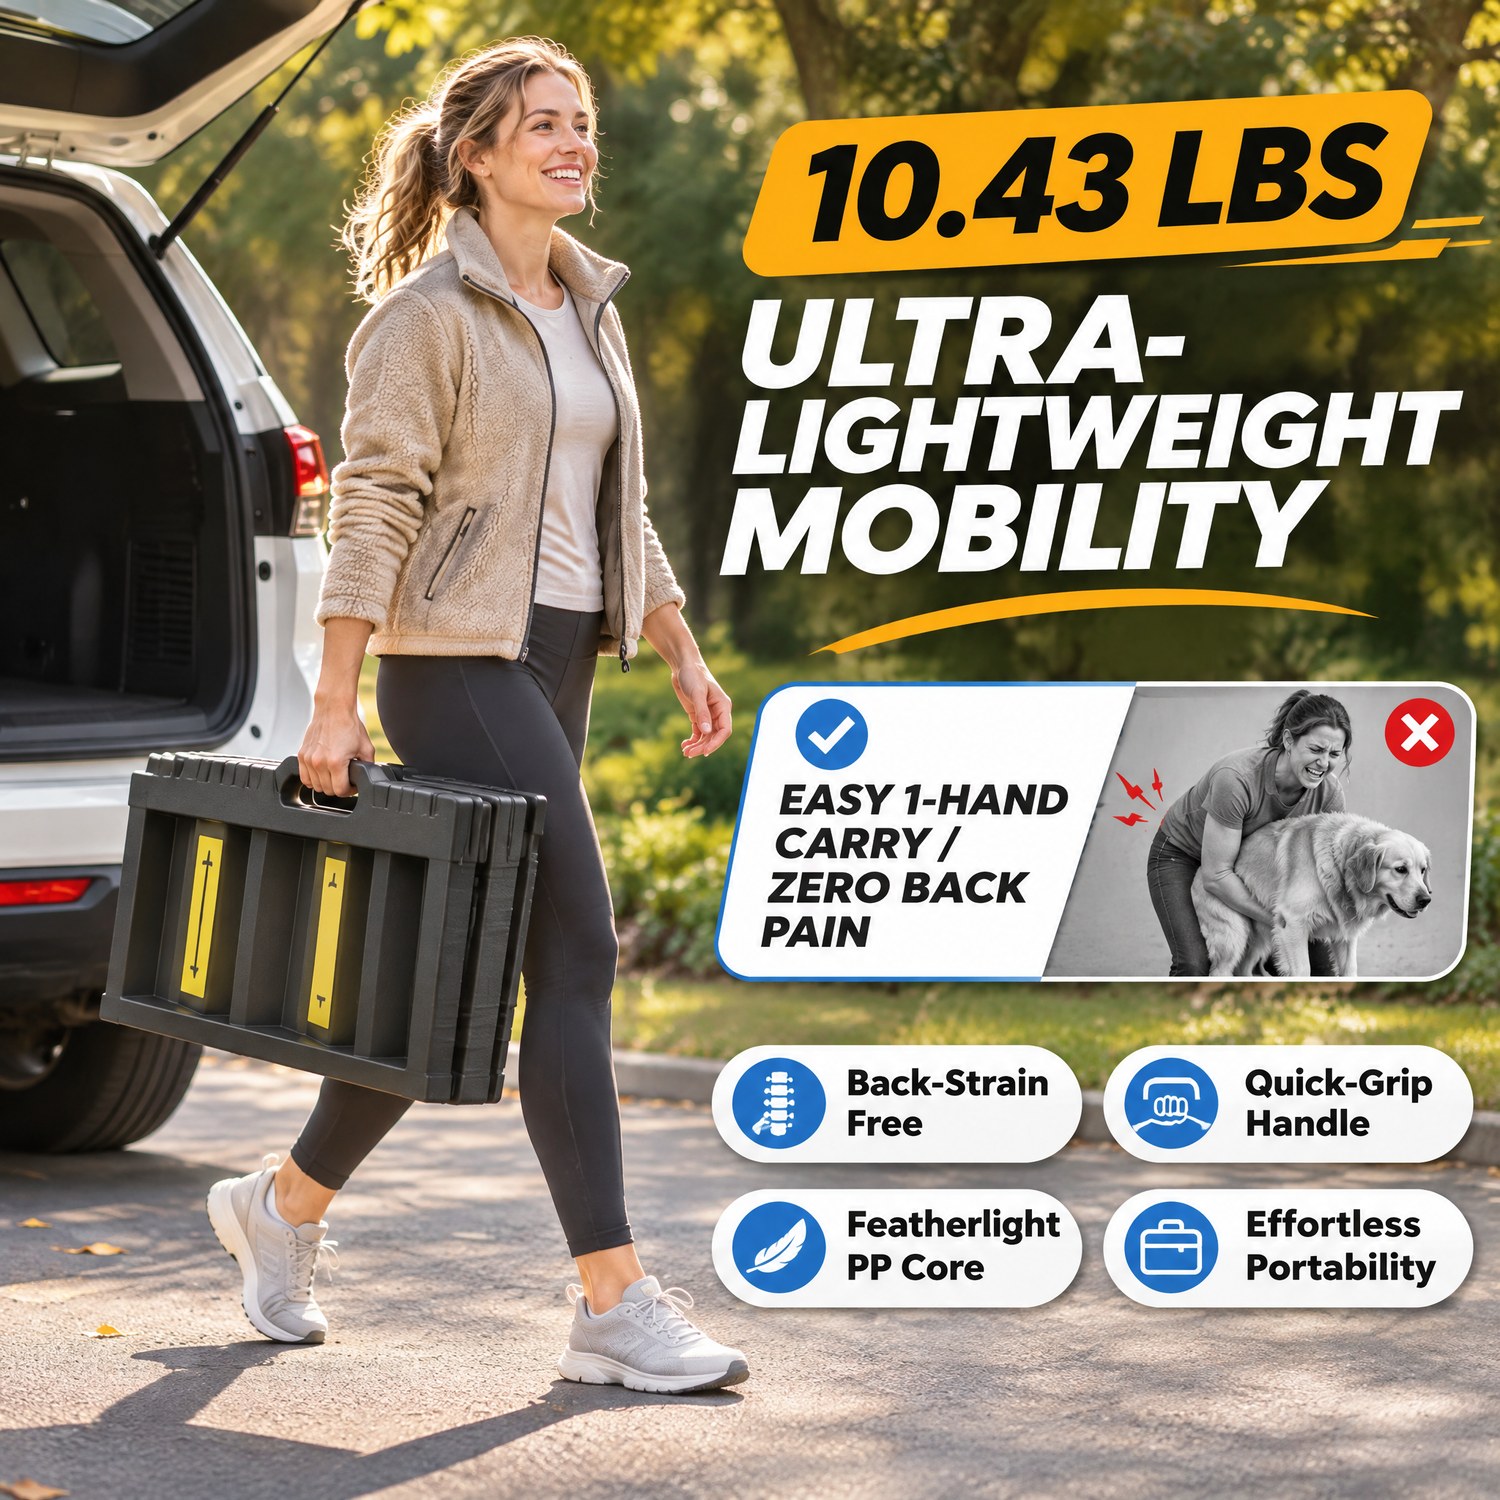 10.43 LBS
ULTRA-
LIGHTWEIGHT
MOBILITY
EASY 1-HAND
CARRY /
ZERO BACK
PAIN
Back-Strain
Free
Quick-Grip
Handle
Featherlight
PP Core
Effortless
Portability